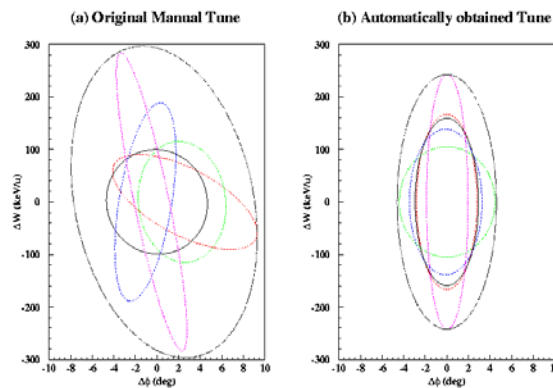 (a) Original Manual Tune
(b) Automatically obtained Tune
ΔW (keV/u)
300
200
100
0
-100
-200
-300
-10 -8 -6 -4 -2 0 2 4 6 8 10
Δϕ (deg)
ΔW (keV/u)
300
200
100
0
-100
-200
-300
-10 -8 -6 -4 -2 0 2 4 6 8 10
Δϕ (deg)